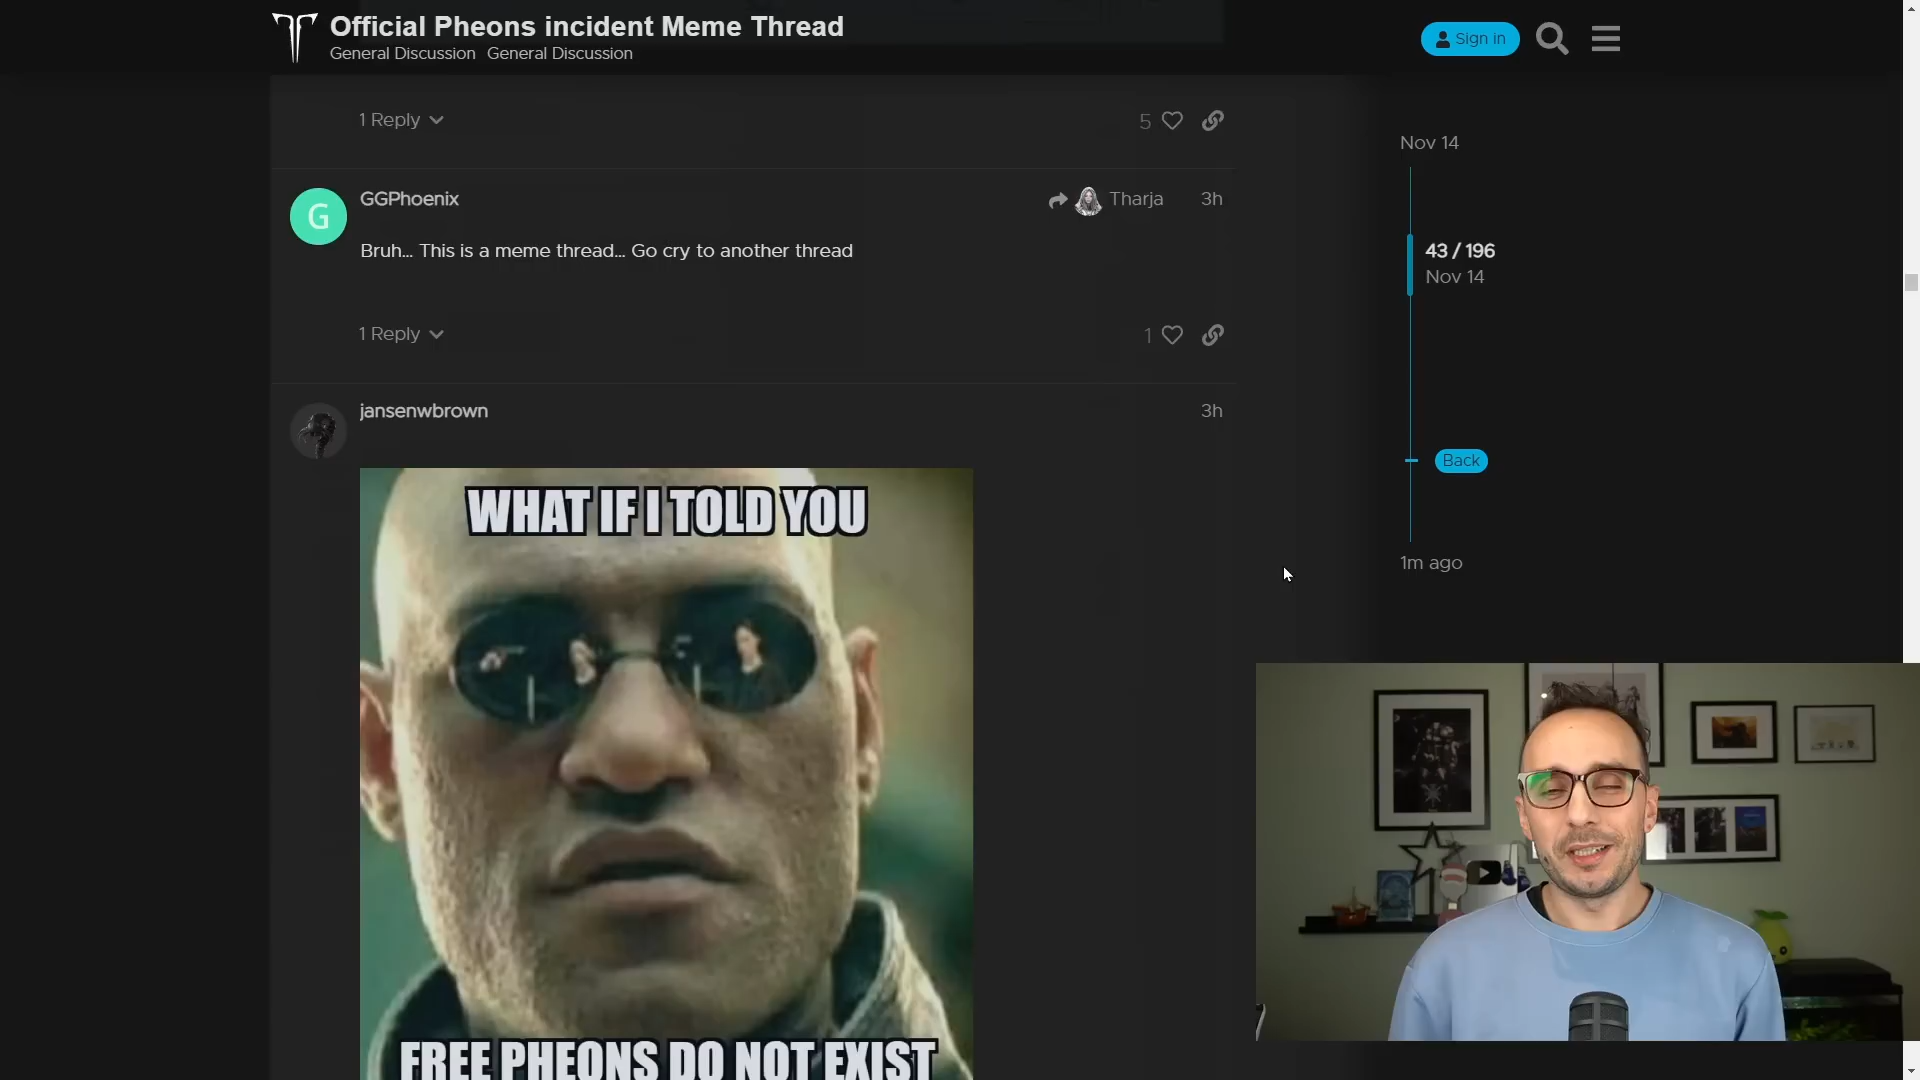 Official Pheons incident Meme Thread
General Discussion General Discussion
Sign in
1 Reply
5
Nov 14
GGPhoenix
Tharja
3h
G
Bruh... This is a meme thread... Go cry to another thread
43 / 196
Nov 14
1 Reply
1
jansenwbrown
3h
Back
WHAT IF I TOLD YOU
1m ago
FREE PHEONS DO NOT EXIST